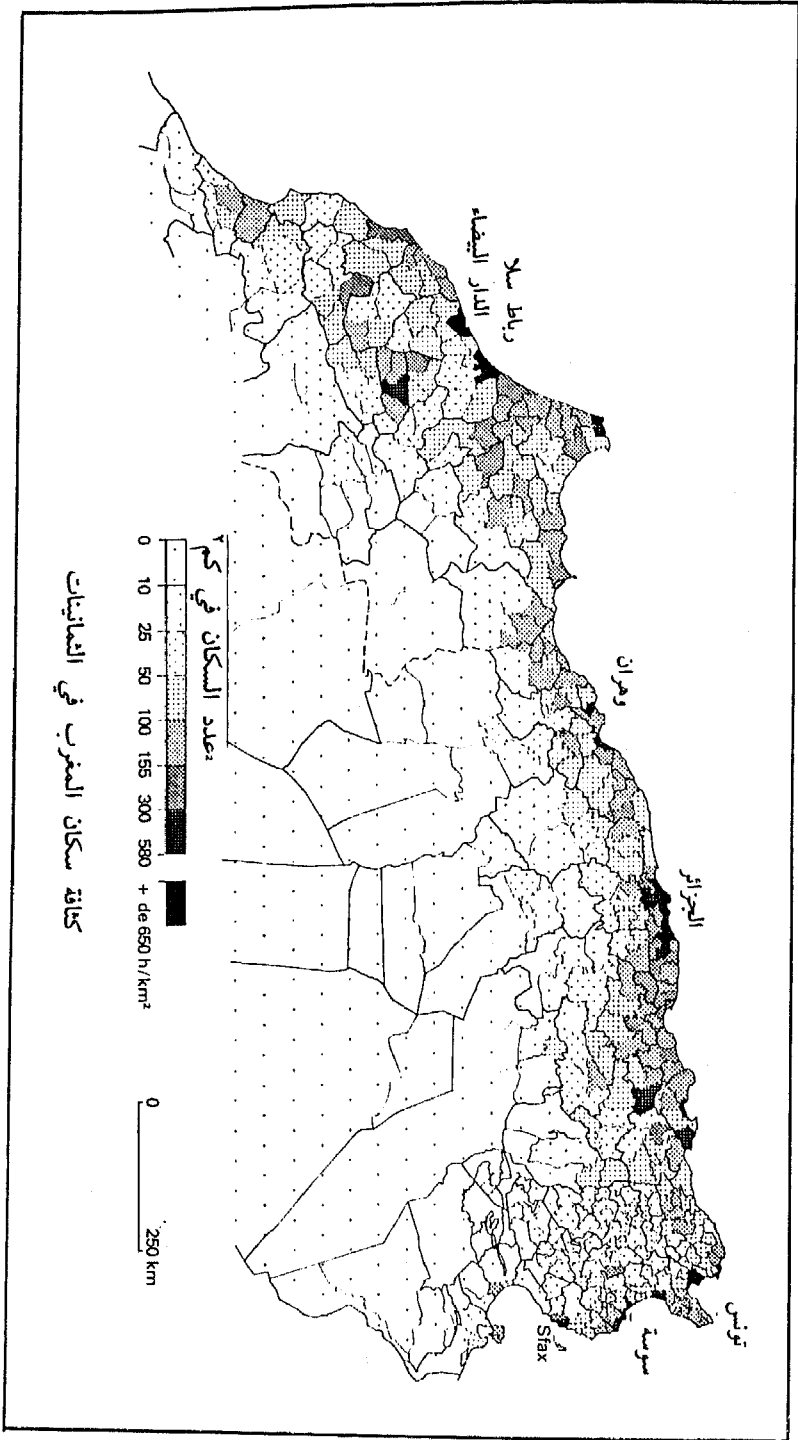 رباط سلا
الدار البيضاء
وهران
الجزائر
تونس
سوسة
Sfax
عدد السكان في كم٢
0 10 25 50 100 155 300 580
+ de 650 h/km²
0 250 km
كثافة سكان المغرب في الثمانينات